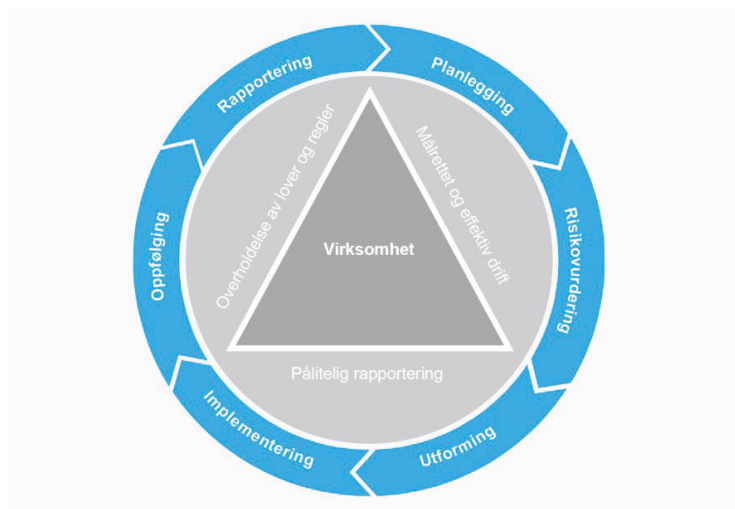 Rapportering
Planlegging
Risikovurdering
Utforming
Implementering
Oppfølging
Overholdelse av lover og regler
Målrettet og effektiv drift
Virksomhet
Pålitelig rapportering